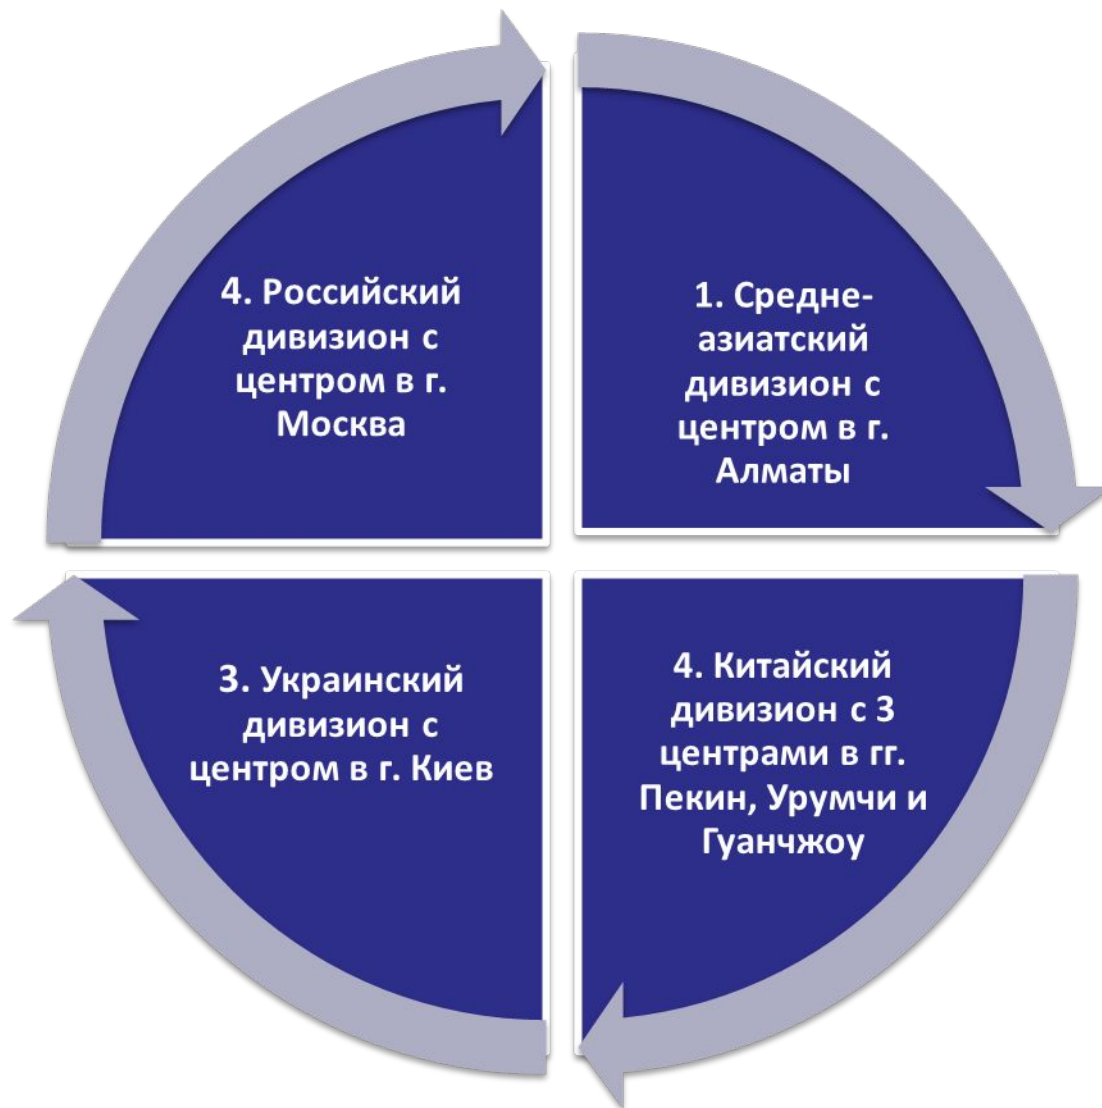 4. Российский
дивизион с
центром в г.
Москва
1. Средне-
азиатский
дивизион с
центром в г.
Алматы
3. Украинский
дивизион с
центром в г. Киев
4. Китайский
дивизион с 3
центрами в гг.
Пекин, Урумчи и
Гуанчжоу